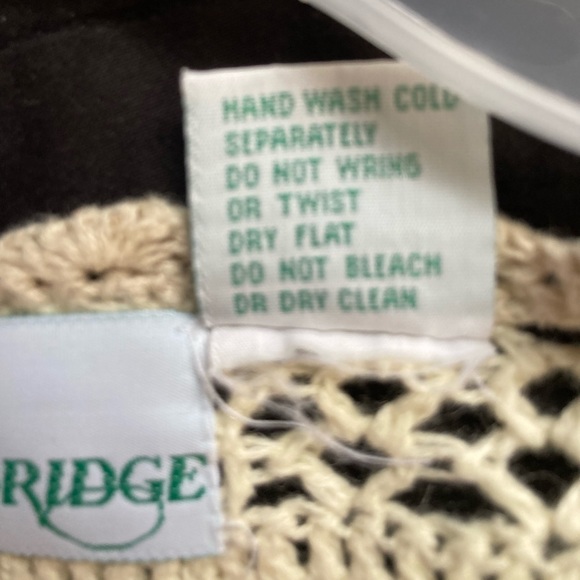 HAND WASH COLD
SEPARATELY
DO NOT WRING
OR TWIST
DRY FLAT
DO NOT BLEACH
OR DRY CLEAN
RIDGE